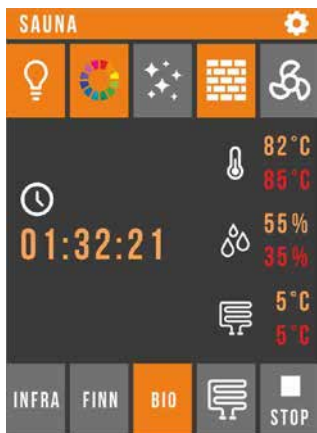 SAUNA
82°C
85°C
01:32:21
55%
35%
5°C
5°C
INFRA FINN BIO STOP